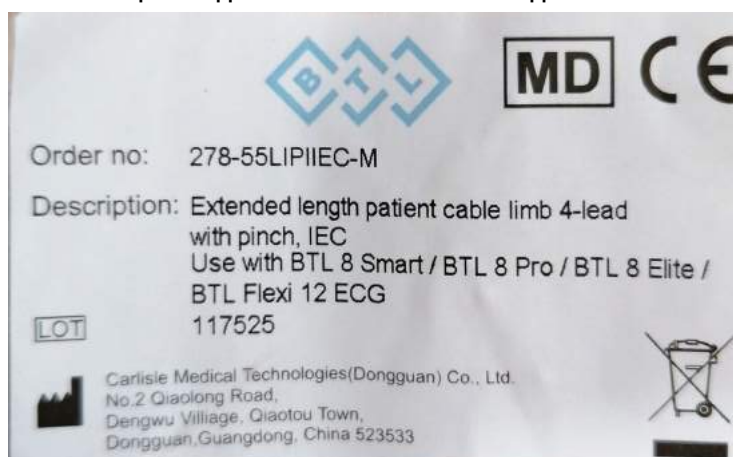 BTL
MD CE
Order no: 278-55LIPIIEC-M
Description: Extended length patient cable limb 4-lead
with pinch, IEC
Use with BTL 8 Smart / BTL 8 Pro / BTL 8 Elite /
BTL Flexi 12 ECG
LOT 117525
Carlisle Medical Technologies(Dongguan) Co., Ltd.
No.2 Qiaolong Road,
Dengwu Villiage, Qiaotou Town,
Dongguan,Guangdong, China 523533